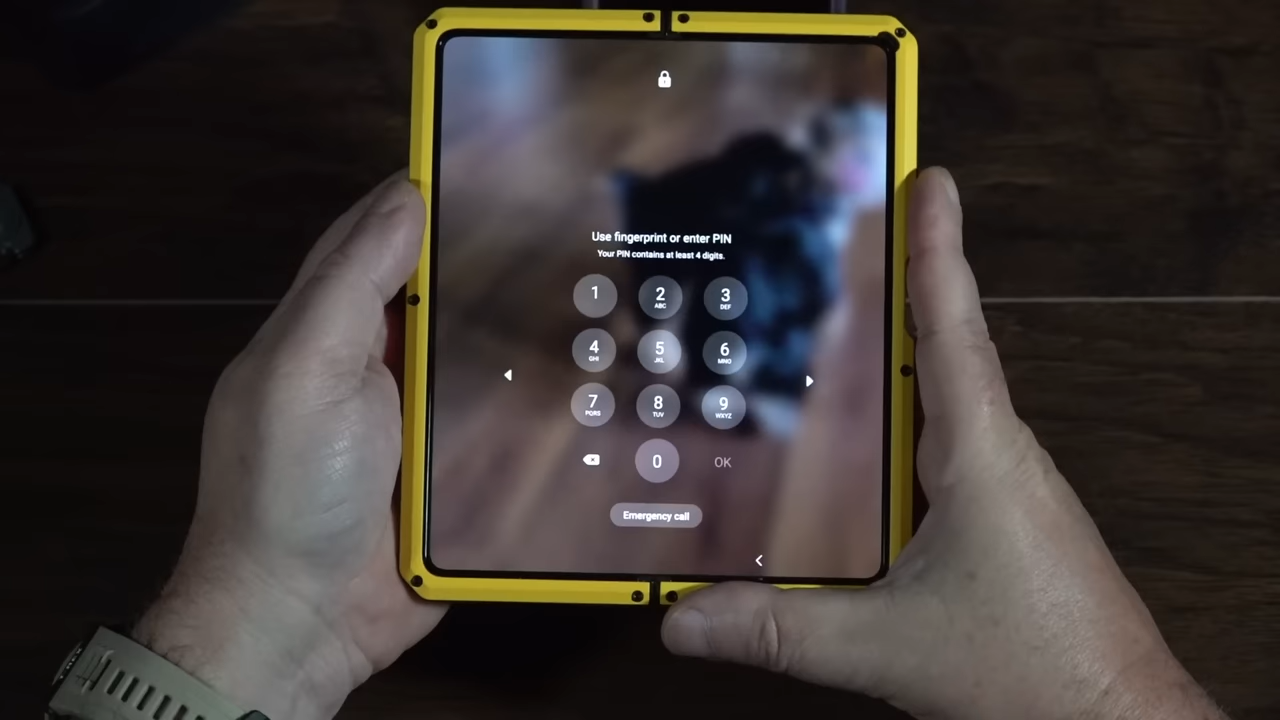 Use fingerprint or enter PIN
Your PIN contains at least 4 digits.
1 2 ABC 3 DEF
4 GHI 5 JKL 6 MNO
7 PQRS 8 TUV 9 WXYZ
0 OK
Emergency call